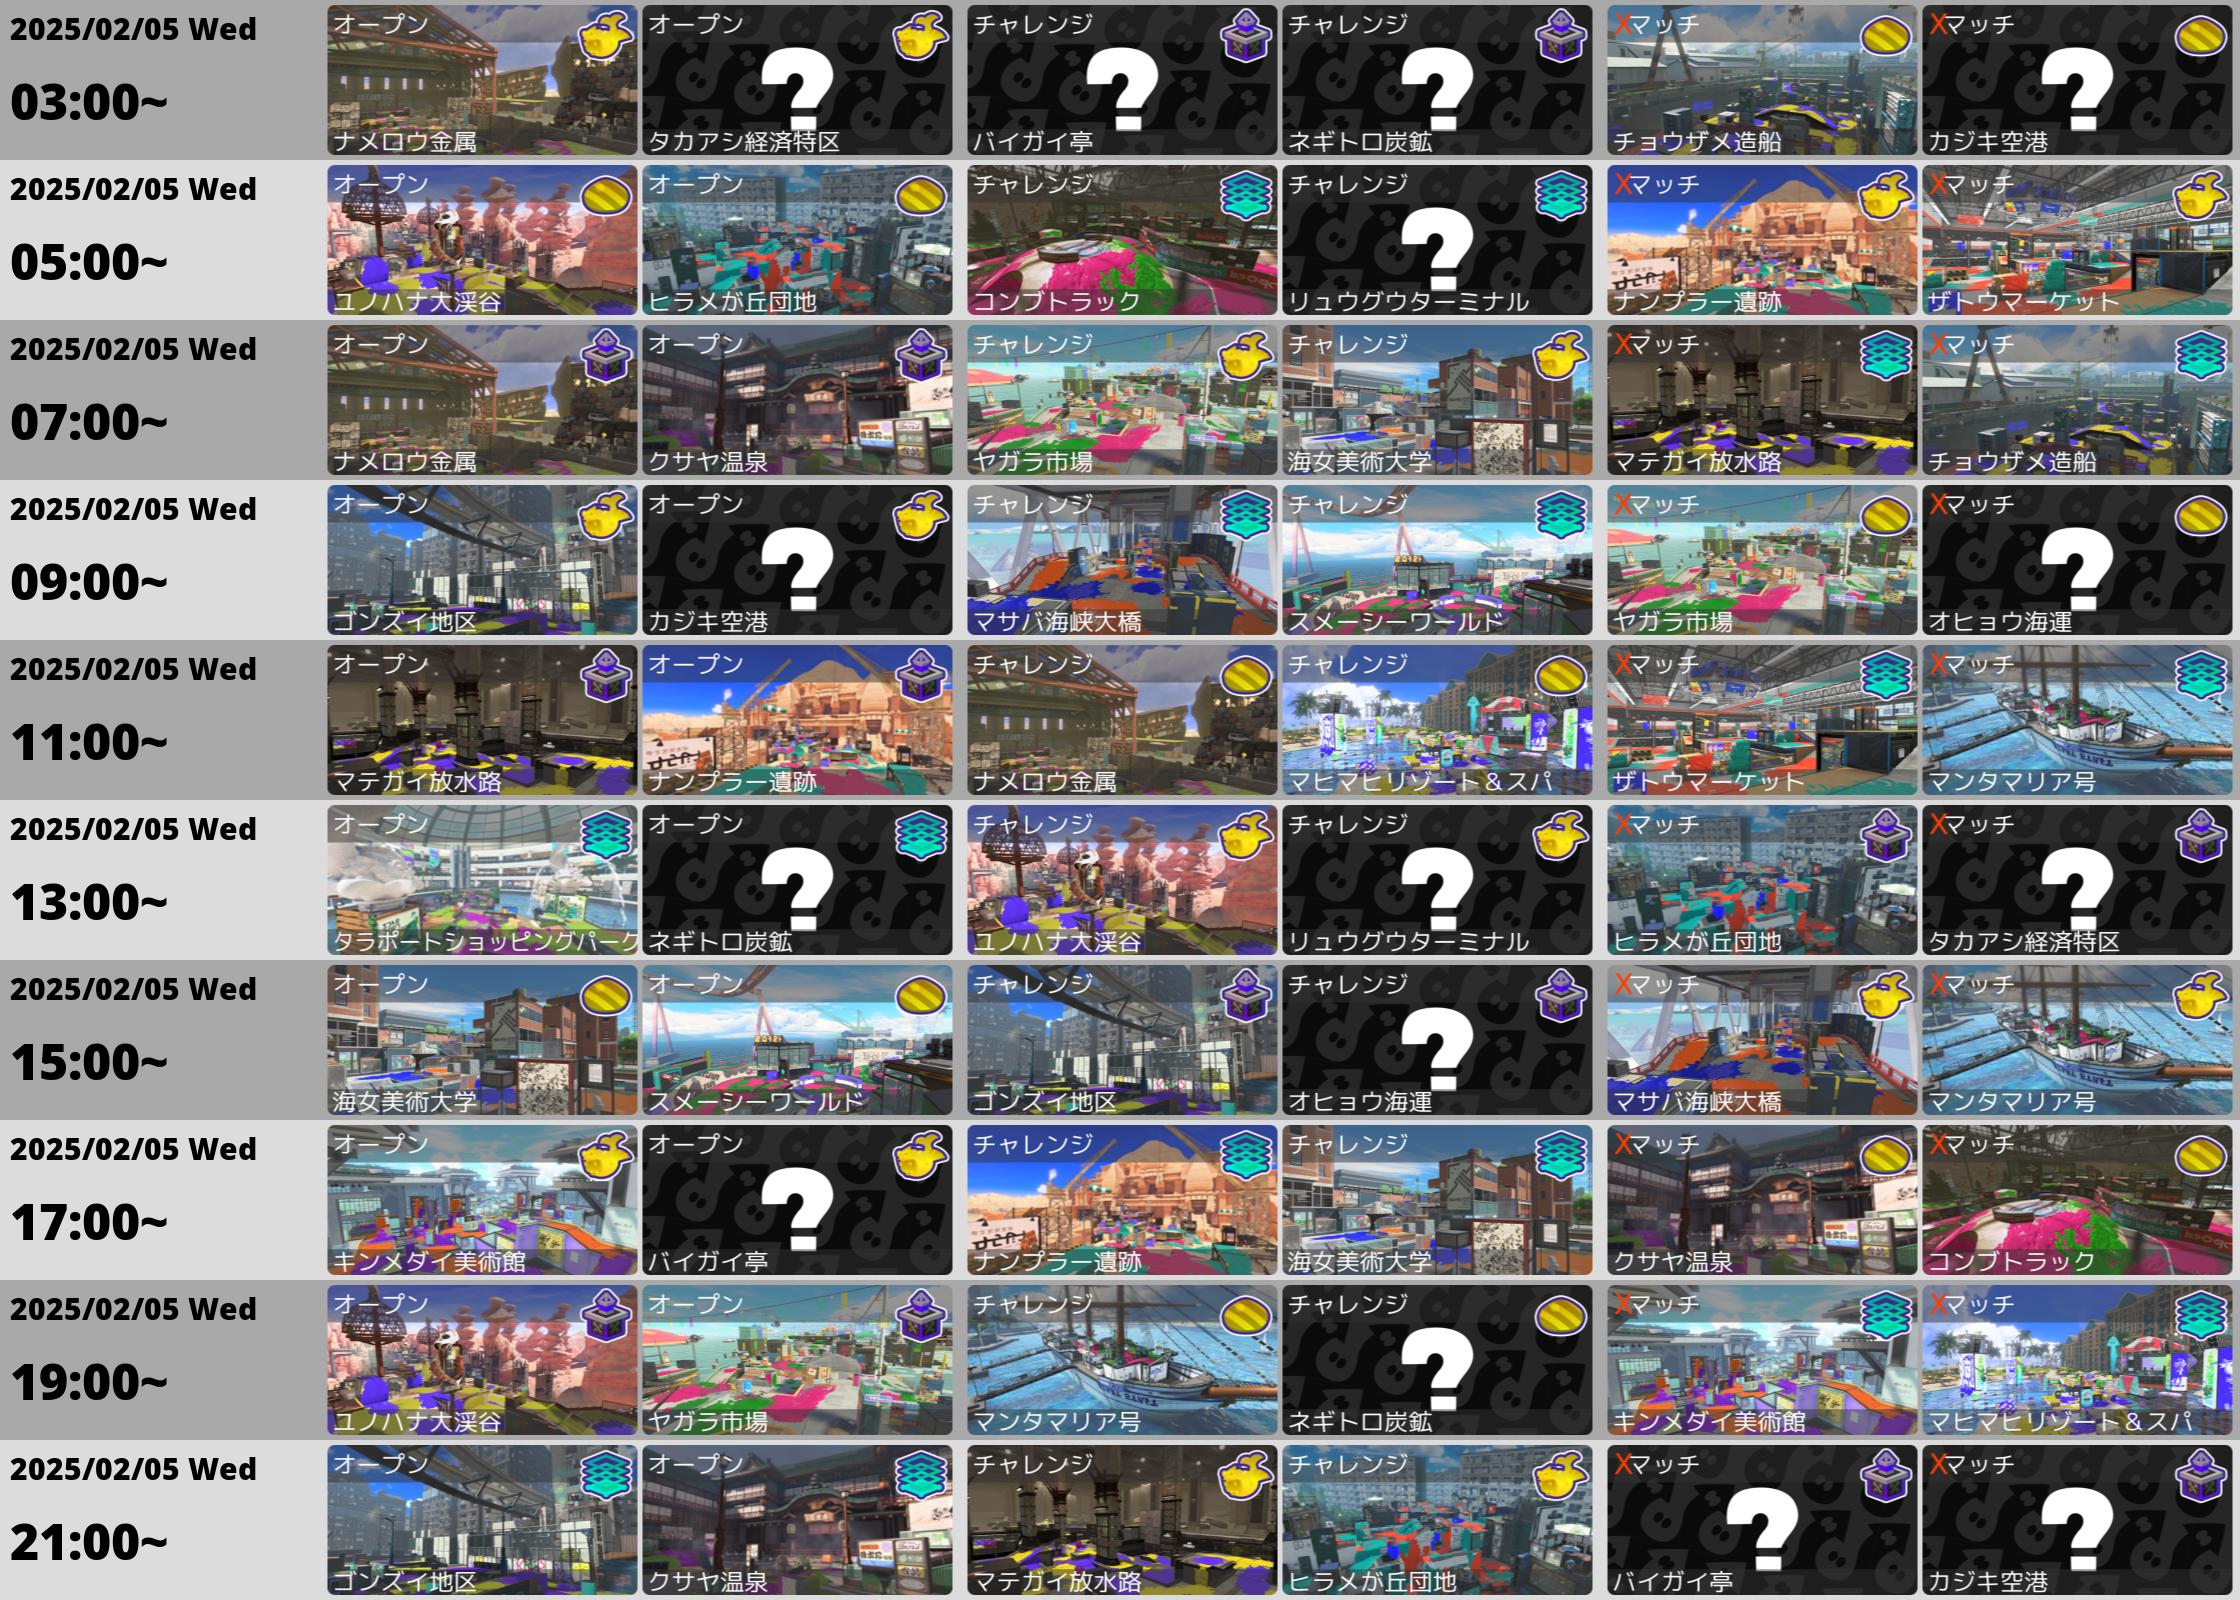 2025/02/05 Wed
03:00~
オープン
ナメロウ金属
オープン
タカアシ経済特区
チャレンジ
バイガイ亭
チャレンジ
ネギトロ炭鉱
Xマッチ
チョウザメ造船
Xマッチ
カジキ空港
2025/02/05 Wed
05:00~
オープン
ユノハナ大渓谷
オープン
ヒラメが丘団地
チャレンジ
コンブトラック
チャレンジ
リュウグウターミナル
Xマッチ
ナンプラー遺跡
Xマッチ
ザトウマーケット
2025/02/05 Wed
07:00~
オープン
ナメロウ金属
オープン
クサヤ温泉
チャレンジ
ヤガラ市場
チャレンジ
海女美術大学
Xマッチ
マテガイ放水路
Xマッチ
チョウザメ造船
2025/02/05 Wed
09:00~
オープン
ゴンズイ地区
オープン
カジキ空港
チャレンジ
マサバ海峡大橋
チャレンジ
スメーシーワールド
Xマッチ
ヤガラ市場
Xマッチ
オヒョウ海運
2025/02/05 Wed
11:00~
オープン
マテガイ放水路
オープン
ナンプラー遺跡
チャレンジ
ナメロウ金属
チャレンジ
マヒマヒリゾート＆スパ
Xマッチ
ザトウマーケット
Xマッチ
マンタマリア号
2025/02/05 Wed
13:00~
オープン
タラポートショッピングパーク
オープン
ネギトロ炭鉱
チャレンジ
ユノハナ大渓谷
チャレンジ
リュウグウターミナル
Xマッチ
ヒラメが丘団地
Xマッチ
タカアシ経済特区
2025/02/05 Wed
15:00~
オープン
海女美術大学
オープン
スメーシーワールド
チャレンジ
ゴンズイ地区
チャレンジ
オヒョウ海運
Xマッチ
マサバ海峡大橋
Xマッチ
マンタマリア号
2025/02/05 Wed
17:00~
オープン
キンメダイ美術館
オープン
バイガイ亭
チャレンジ
ナンプラー遺跡
チャレンジ
海女美術大学
Xマッチ
クサヤ温泉
Xマッチ
コンブトラック
2025/02/05 Wed
19:00~
オープン
ユノハナ大渓谷
オープン
ヤガラ市場
チャレンジ
マンタマリア号
チャレンジ
ネギトロ炭鉱
Xマッチ
キンメダイ美術館
Xマッチ
マヒマヒリゾート＆スパ
2025/02/05 Wed
21:00~
オープン
ゴンズイ地区
オープン
クサヤ温泉
チャレンジ
マテガイ放水路
チャレンジ
ヒラメが丘団地
Xマッチ
バイガイ亭
Xマッチ
カジキ空港